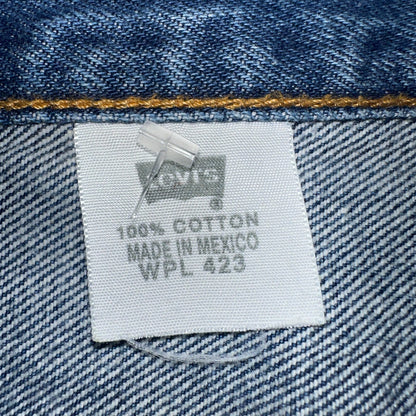 Levi's
®
100% COTTON
MADE IN MEXICO
WPL 423